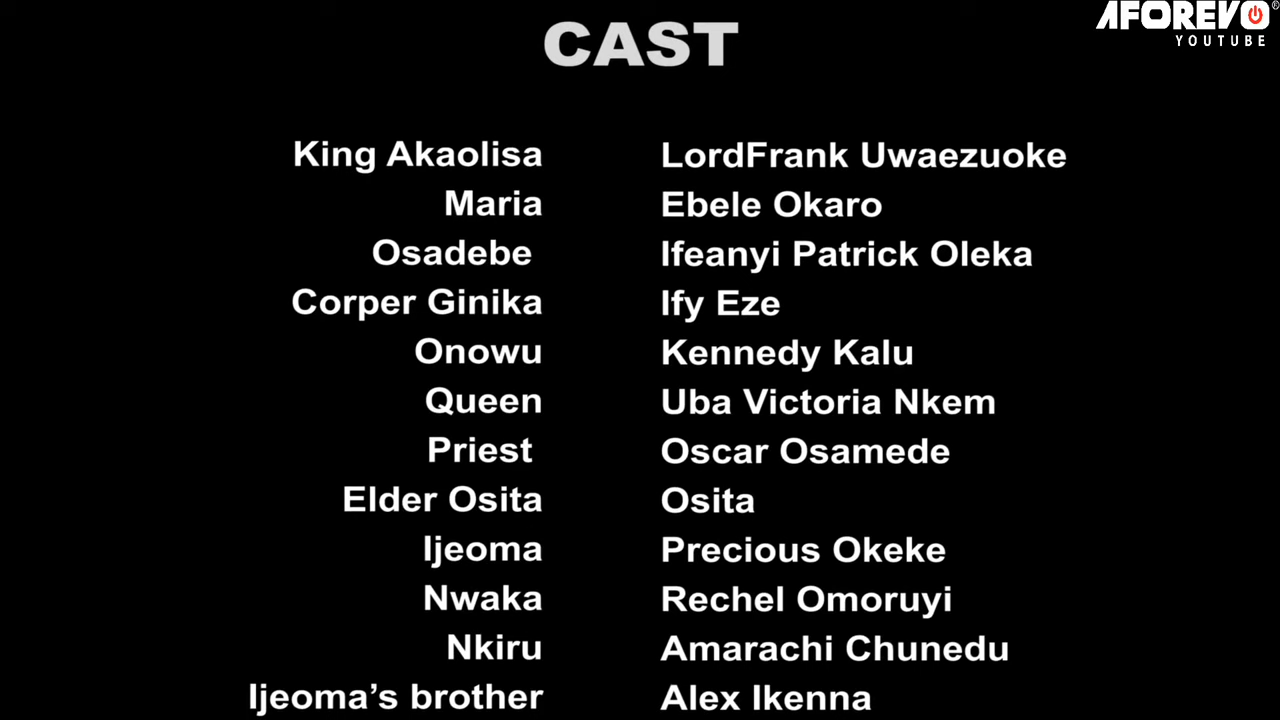 AFOREVO®
YOUTUBE
CAST
King Akaolisa LordFrank Uwaezuoke
Maria Ebele Okaro
Osadebe Ifeanyi Patrick Oleka
Corper Ginika Ify Eze
Onowu Kennedy Kalu
Queen Uba Victoria Nkem
Priest Oscar Osamede
Elder Osita Osita
Ijeoma Precious Okeke
Nwaka Rechel Omoruyi
Nkiru Amarachi Chunedu
Ijeoma’s brother Alex Ikenna